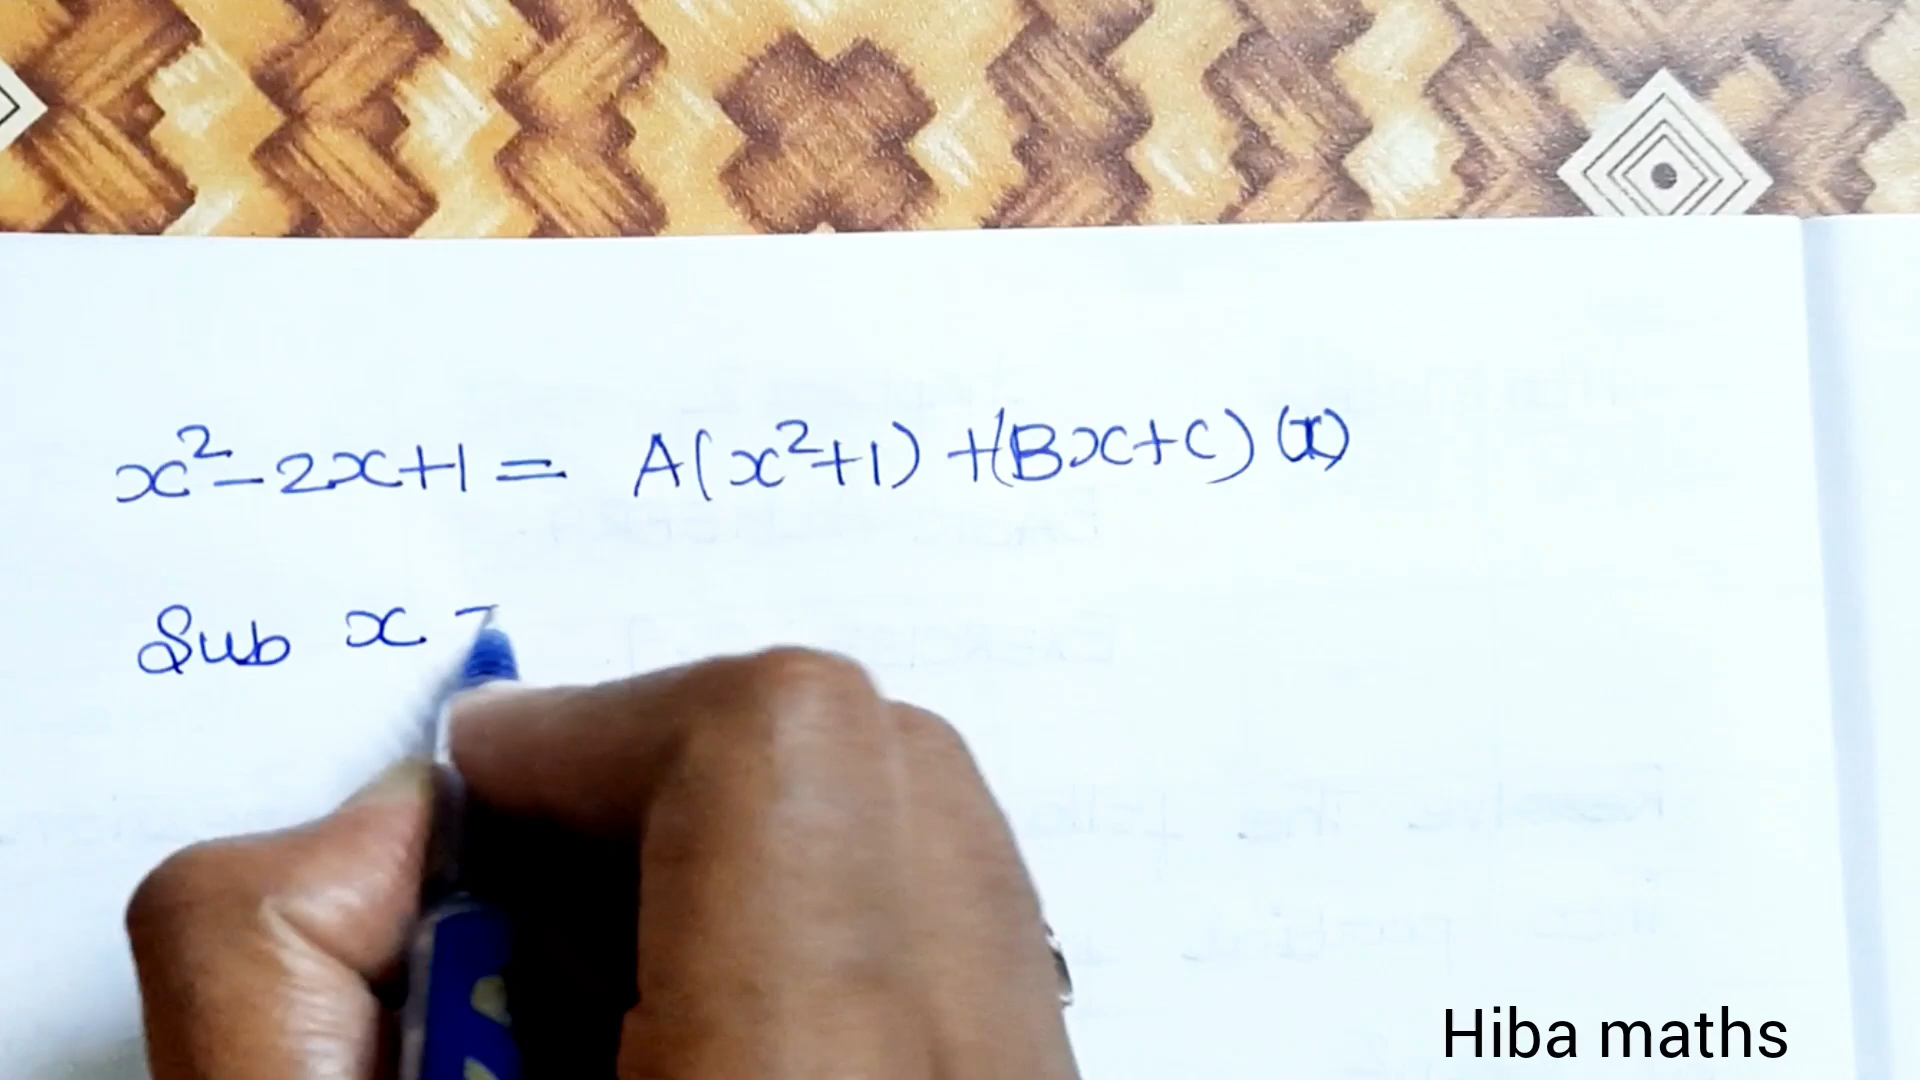 x² - 2x + 1 = A(x² + 1) + (Bx + C) (x)
Sub x =
Hiba maths